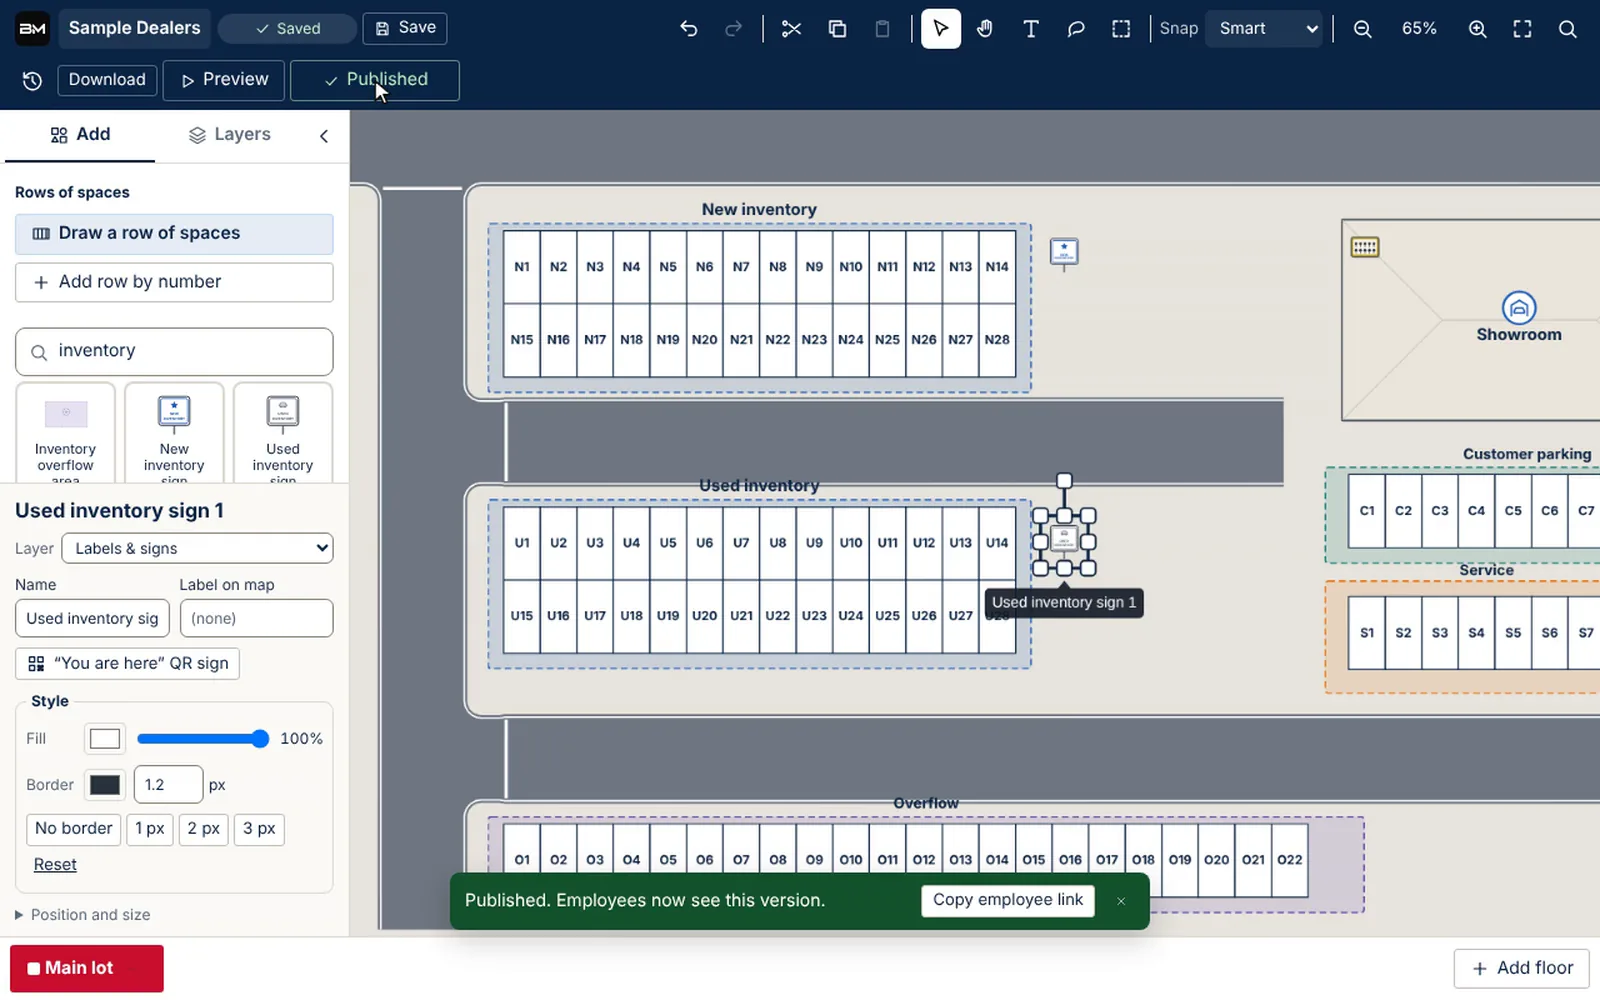 BM Sample Dealers Saved Save Snap Smart 65%
Download Preview Published
Add Layers
Rows of spaces
Draw a row of spaces
Add row by number
inventory
Inventory overflow area
New inventory sign
Used inventory sign
Used inventory sign 1
Layer Labels & signs
Name Label on map
Used inventory sig (none)
“You are here” QR sign
Style
Fill 100%
Border 1.2 px
No border 1 px 2 px 3 px
Reset
Position and size
New inventory
N1 N2 N3 N4 N5 N6 N7 N8 N9 N10 N11 N12 N13 N14
N15 N16 N17 N18 N19 N20 N21 N22 N23 N24 N25 N26 N27 N28
Showroom
Used inventory
U1 U2 U3 U4 U5 U6 U7 U8 U9 U10 U11 U12 U13 U14
U15 U16 U17 U18 U19 U20 U21 U22 U23 U24 U25 U26 U27 U28
Used inventory sign 1
Customer parking
C1 C2 C3 C4 C5 C6 C7
Service
S1 S2 S3 S4 S5 S6 S7
Overflow
O1 O2 O3 O4 O5 O6 O7 O8 O9 O10 O11 O12 O13 O14 O15 O16 O17 O18 O19 O20 O21 O22
Published. Employees now see this version. Copy employee link
Main lot Add floor